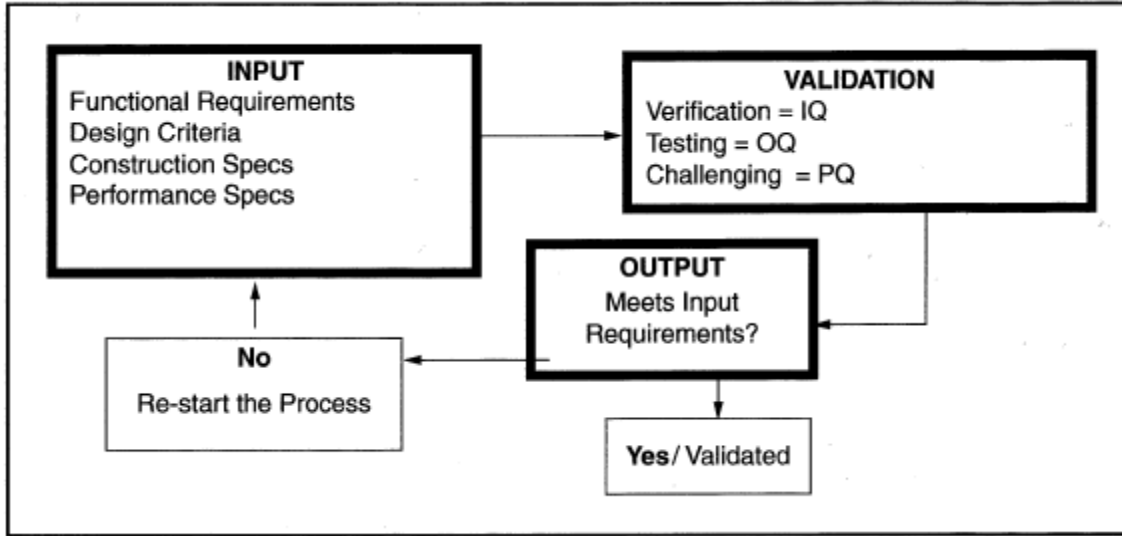 INPUT
Functional Requirements
Design Criteria
Construction Specs
Performance Specs
VALIDATION
Verification = IQ
Testing = OQ
Challenging = PQ
OUTPUT
Meets Input
Requirements?
No
Re-start the Process
Yes/ Validated